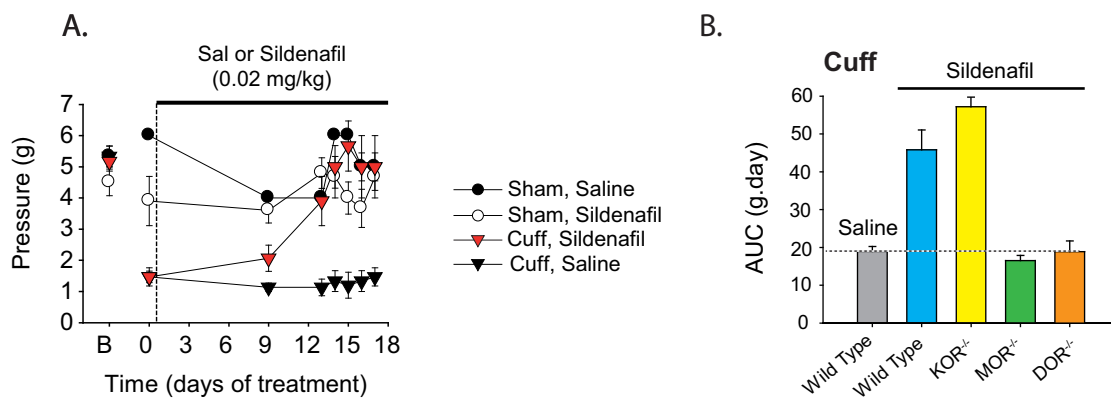 A.
Sal or Sildenafil
(0.02 mg/kg)
7
6
5
4
3
2
1
0
Pressure (g)
B 0 3 6 9 12 15 18
Time (days of treatment)
Sham, Saline
Sham, Sildenafil
Cuff, Sildenafil
Cuff, Saline
B.
Cuff
Sildenafil
60
50
40
30
20
10
0
AUC (g.day)
Saline
Wild Type
Wild Type
KOR-/-
MOR-/-
DOR-/-